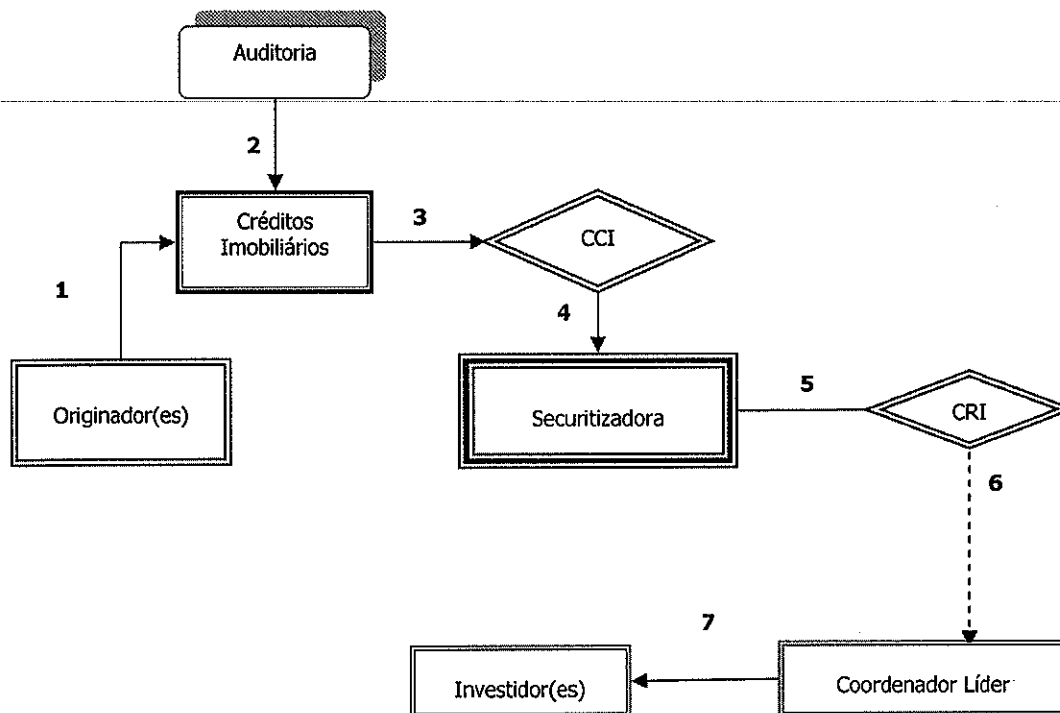 Auditoria
2
Créditos
Imobiliários
3
CCI
1
4
Originador(es)
Securitizadora
5
CRI
6
7
Investidor(es)
Coordenador Líder